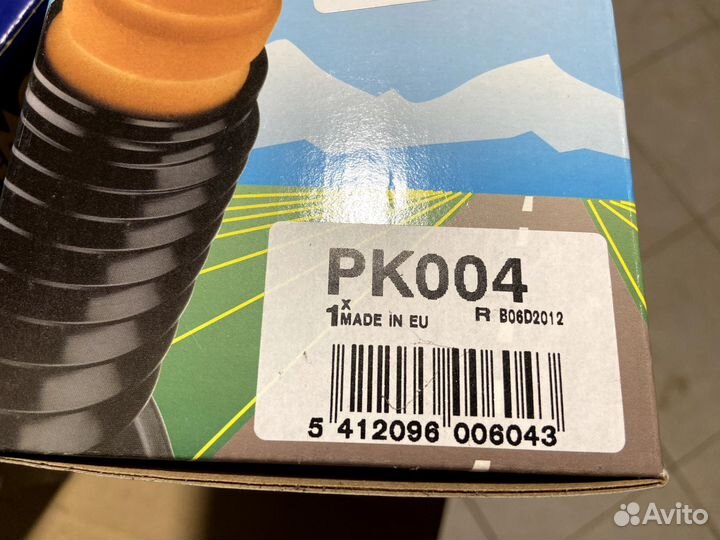 PK004
1x MADE iN EU R B06D2012
5 412096 006043
Avito